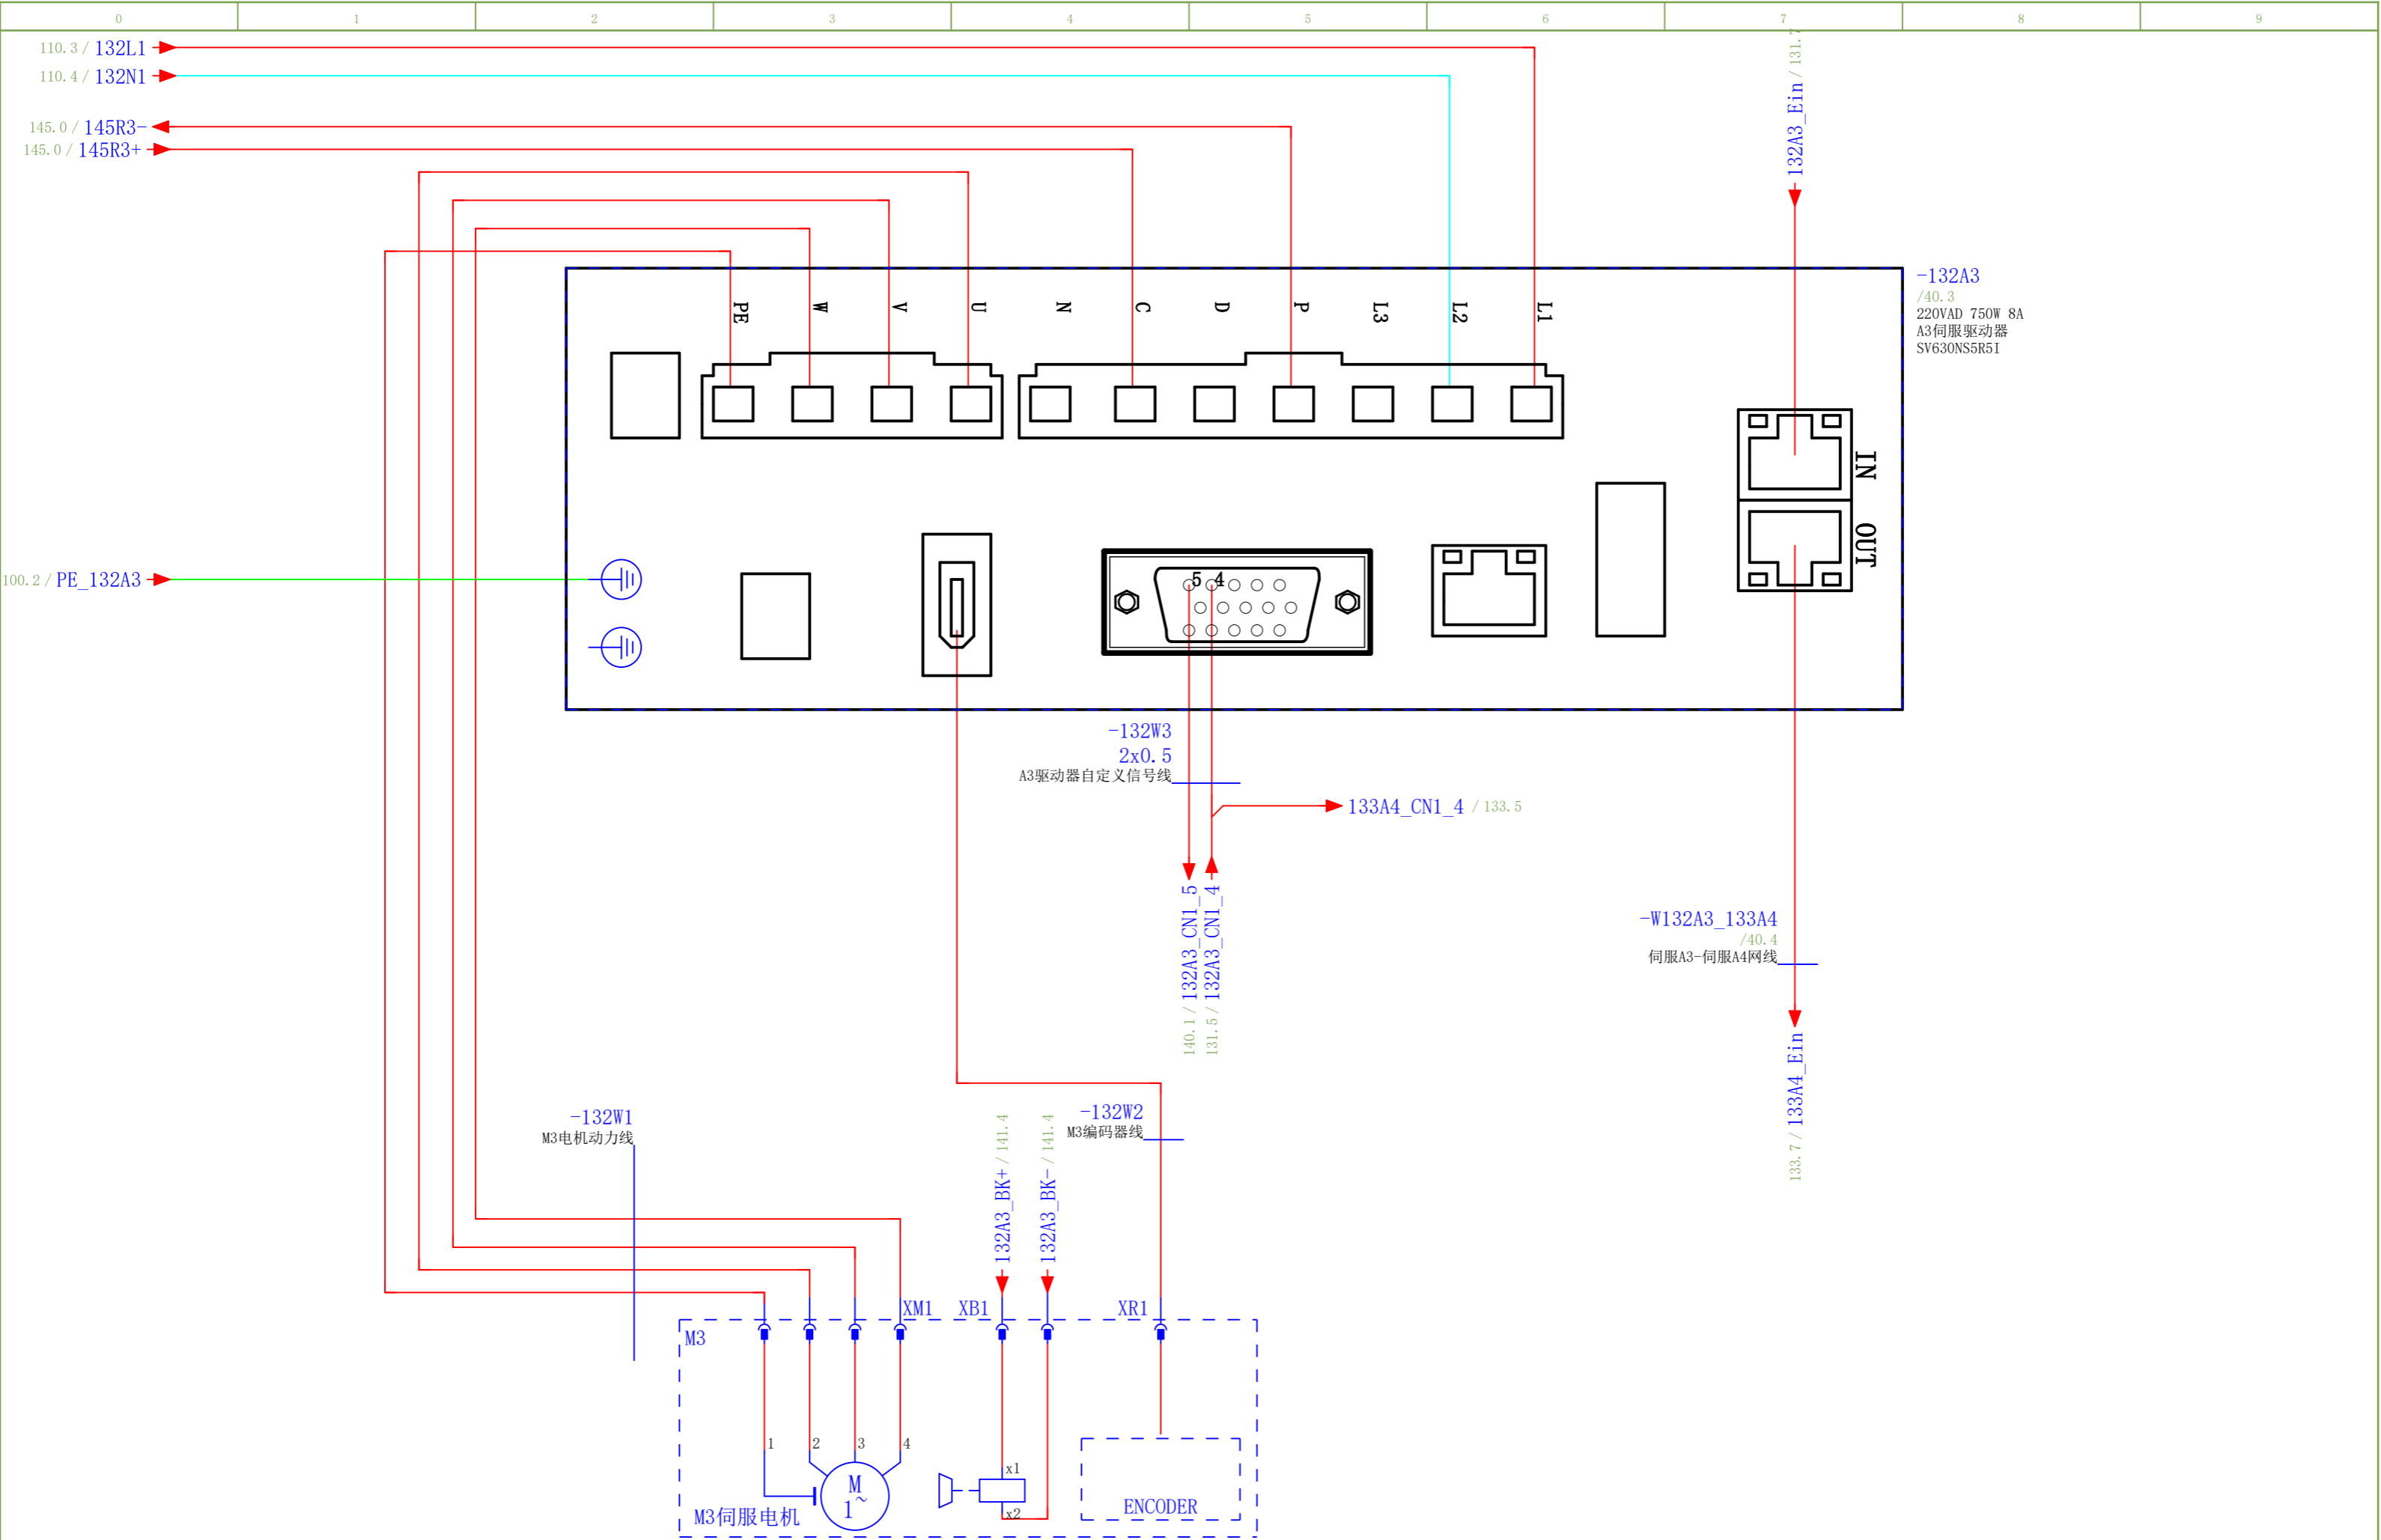 0 1 2 3 4 5 6 7 8 9
110.3 / 132L1
110.4 / 132N1
145.0 / 145R3-
145.0 / 145R3+
132A3_Ein / 131.7
-132A3
/40.3
220VAD 750W 8A
A3伺服驱动器
SV630NS5R5I
PE W V U N C D P L3 L2 L1
IN
OUT
100.2 / PE_132A3
5 4
-132W3
2x0.5
A3驱动器自定义信号线
133A4_CN1_4 / 133.5
140.1 / 132A3_CN1_5
131.5 / 132A3_CN1_4
-W132A3_133A4
/40.4
伺服A3-伺服A4网线
133.7 / 133A4_Ein
-132W1
M3电机动力线
132A3_BK+ / 141.4
132A3_BK- / 141.4
-132W2
M3编码器线
XM1 XB1 XR1
M3
1 2 3 4
M
1~
M3伺服电机
x1
x2
ENCODER